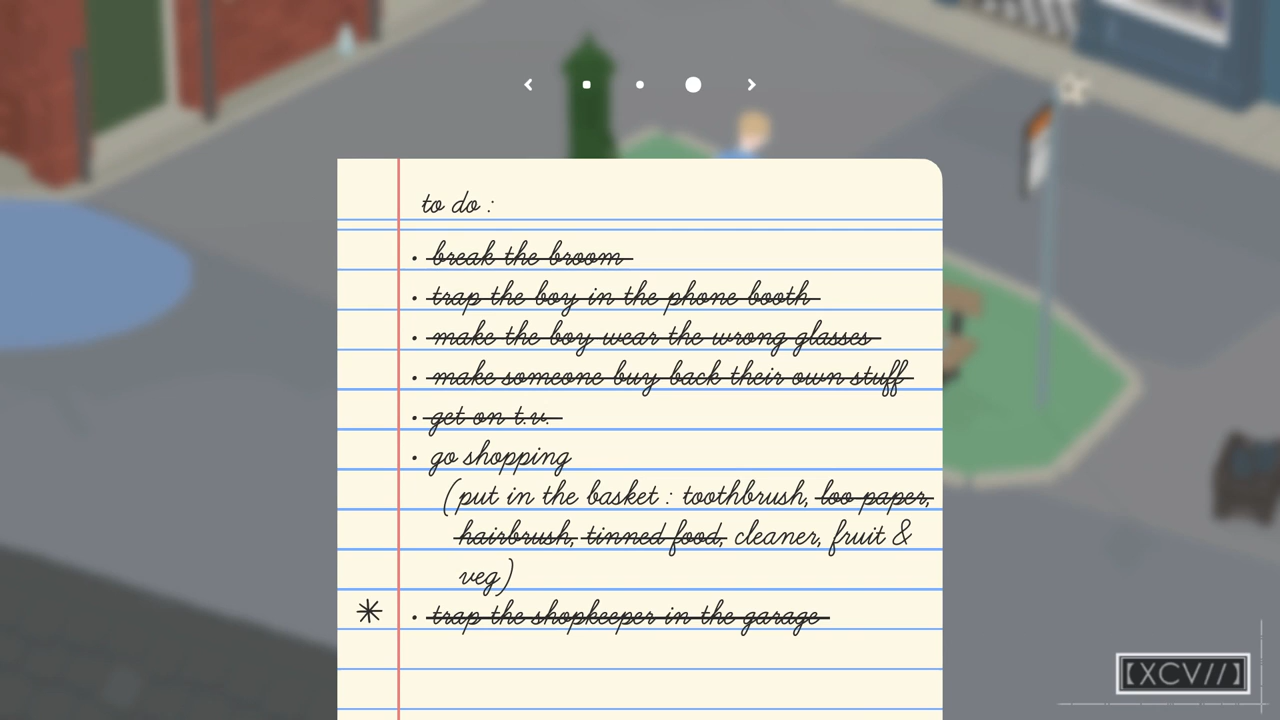 to do :
· break the broom
· trap the boy in the phone booth
· make the boy wear the wrong glasses
· make someone buy back their own stuff
· get on t.v.
· go shopping
(put in the basket : toothbrush, loo paper,
hairbrush, tinned food, cleaner, fruit &
veg)
* · trap the shopkeeper in the garage
[XCV//]